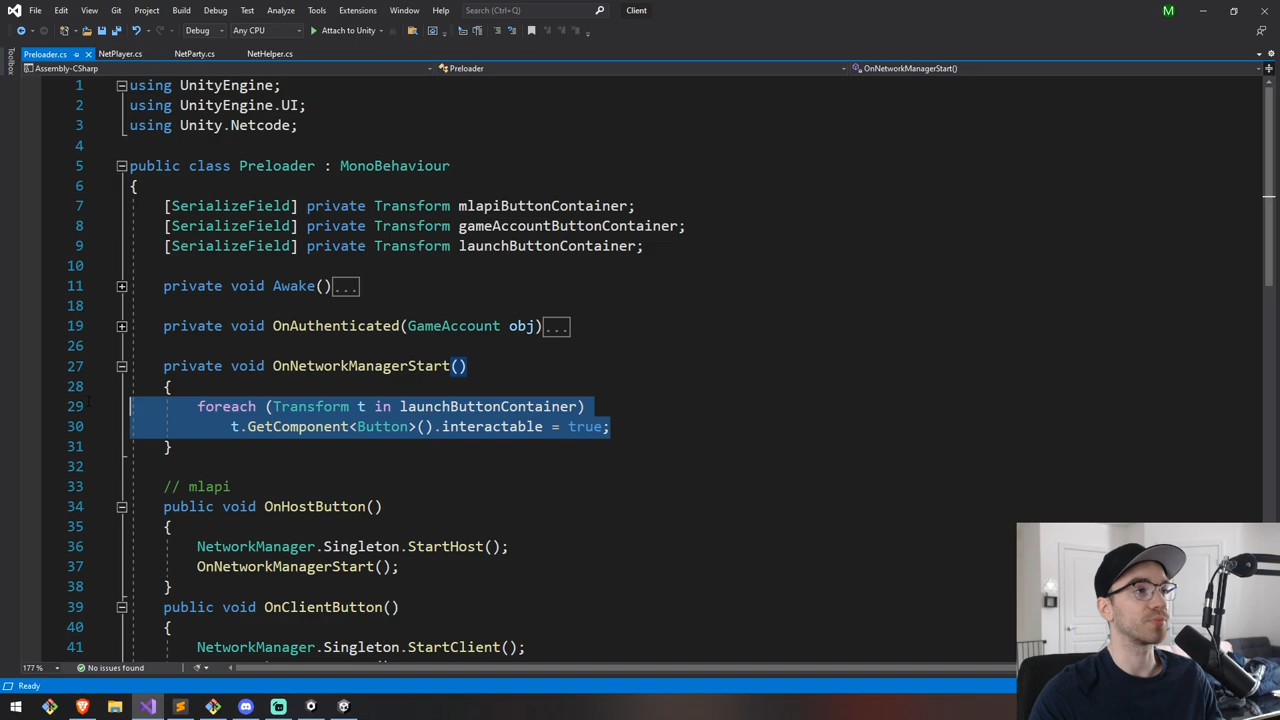 File Edit View Git Project Build Debug Test Analyze Tools Extensions Window Help Search (Ctrl+Q) Client M
Debug Any CPU Attach to Unity
Preloader.cs NetPlayer.cs NetParty.cs NetHelper.cs
Toolbox
Assembly-CSharp Preloader OnNetworkManagerStart()
1 using UnityEngine;
2 using UnityEngine.UI;
3 using Unity.Netcode;
4
5 public class Preloader : MonoBehaviour
6 {
7 [SerializeField] private Transform mlapiButtonContainer;
8 [SerializeField] private Transform gameAccountButtonContainer;
9 [SerializeField] private Transform launchButtonContainer;
10
11 private void Awake()...
18
19 private void OnAuthenticated(GameAccount obj)...
26
27 private void OnNetworkManagerStart()
28 {
29 foreach (Transform t in launchButtonContainer)
30 t.GetComponent<Button>().interactable = true;
31 }
32
33 // mlapi
34 public void OnHostButton()
35 {
36 NetworkManager.Singleton.StartHost();
37 OnNetworkManagerStart();
38 }
39 public void OnClientButton()
40 {
41 NetworkManager.Singleton.StartClient();
177 % No issues found
Ready